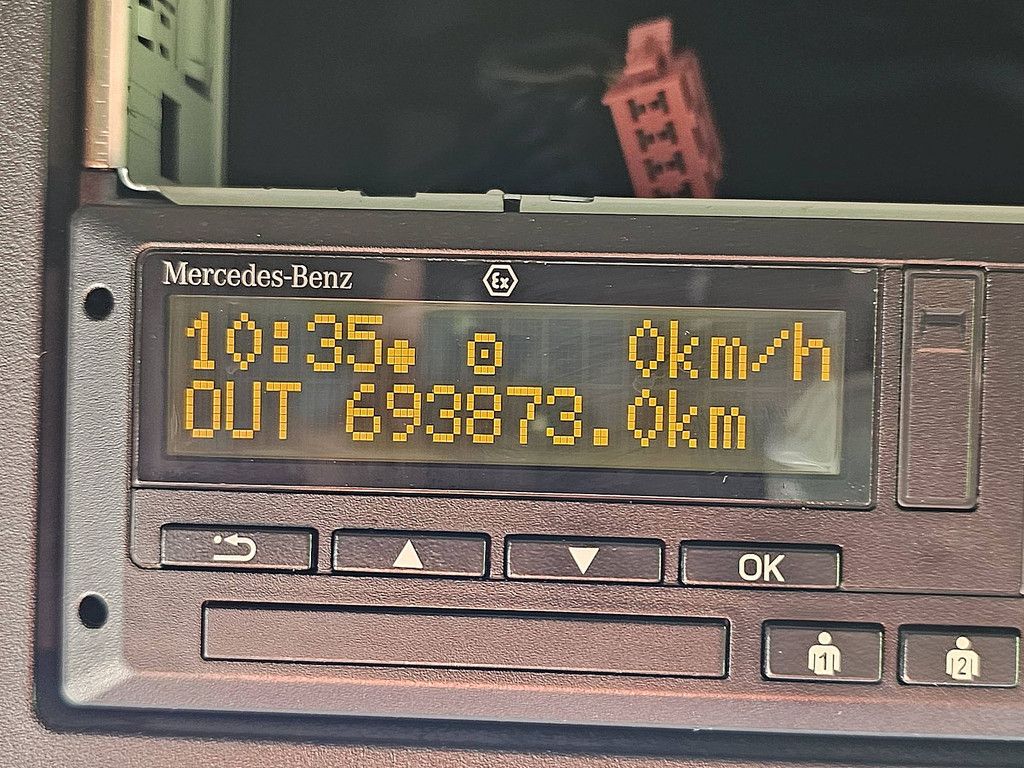 Mercedes-Benz
Ex
10:35 0km/h
OUT 693873.0km
OK
1 2